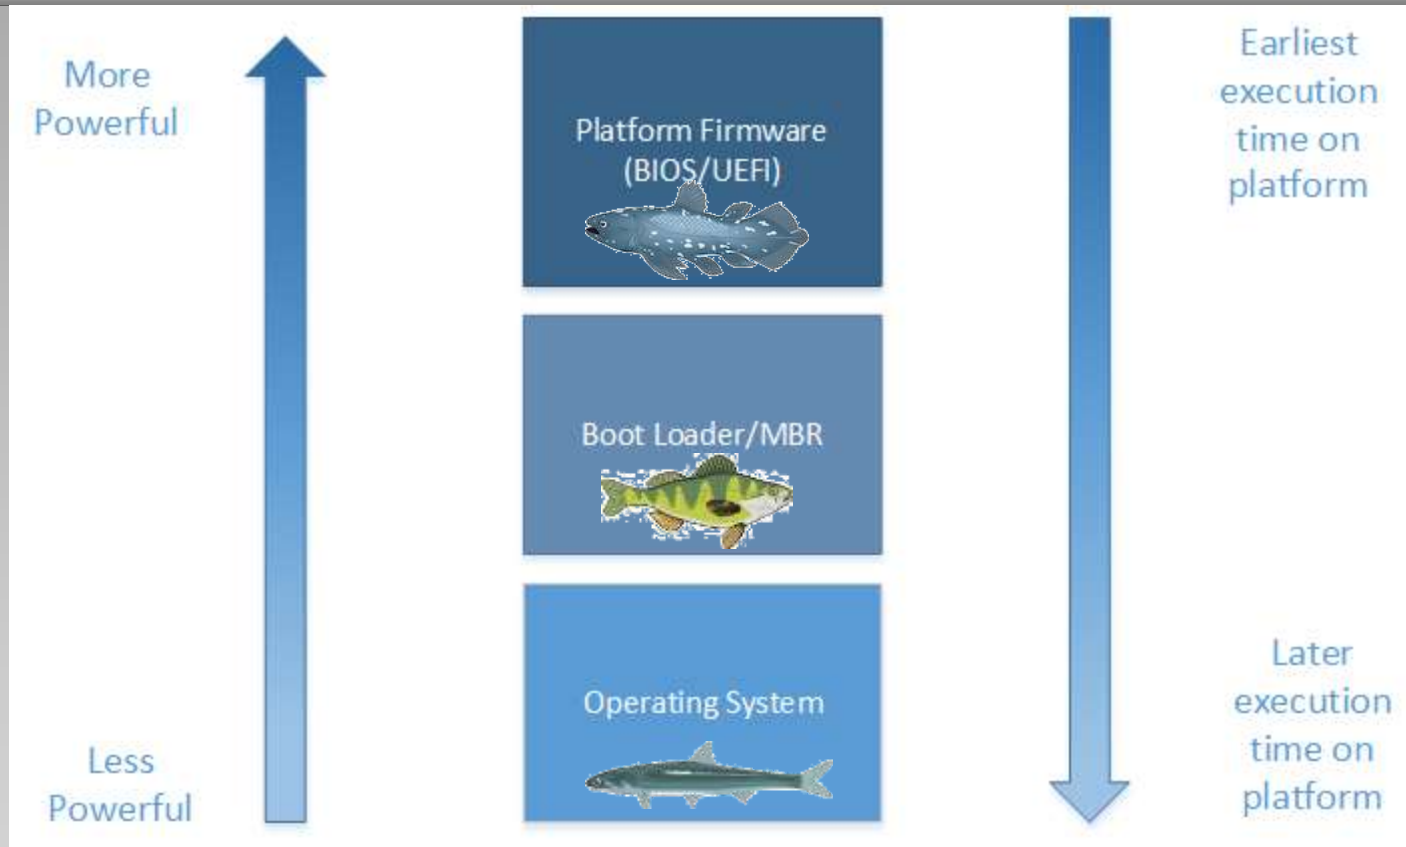 More
Powerful
Platform Firmware
(BIOS/UEFI)
Earliest
execution
time on
platform
Boot Loader/MBR
Operating System
Less
Powerful
Later
execution
time on
platform